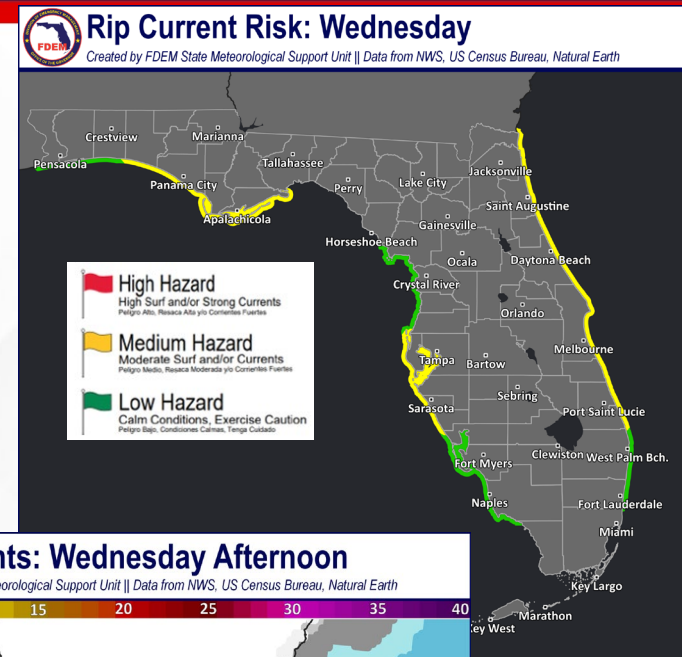 FDEM
Rip Current Risk: Wednesday
Created by FDEM State Meteorological Support Unit || Data from NWS, US Census Bureau, Natural Earth
Crestview
Marianna
Pensacola
Tallahassee
Jacksonville
Panama City
Perry
Lake City
Saint Augustine
Apalachicola
Gainesville
Horseshoe Beach
Ocala
Daytona Beach
Crystal River
High Hazard
High Surf and/or Strong Currents
Peligro Alto, Resaca Alta y/o Corrientes Fuertes
Orlando
Medium Hazard
Moderate Surf and/or Currents
Peligro Medio, Resaca Moderada y/o Corrientes Fuertes
Melbourne
Tampa
Bartow
Low Hazard
Calm Conditions, Exercise Caution
Peligro Bajo, Condiciones Calmas, Tenga Cuidado
Sebring
Sarasota
Port Saint Lucie
Clewiston
West Palm Bch.
Fort Myers
Naples
Fort Lauderdale
Miami
nts: Wednesday Afternoon
orological Support Unit || Data from NWS, US Census Bureau, Natural Earth
Key Largo
15 20 25 30 35 40
Marathon
ey West